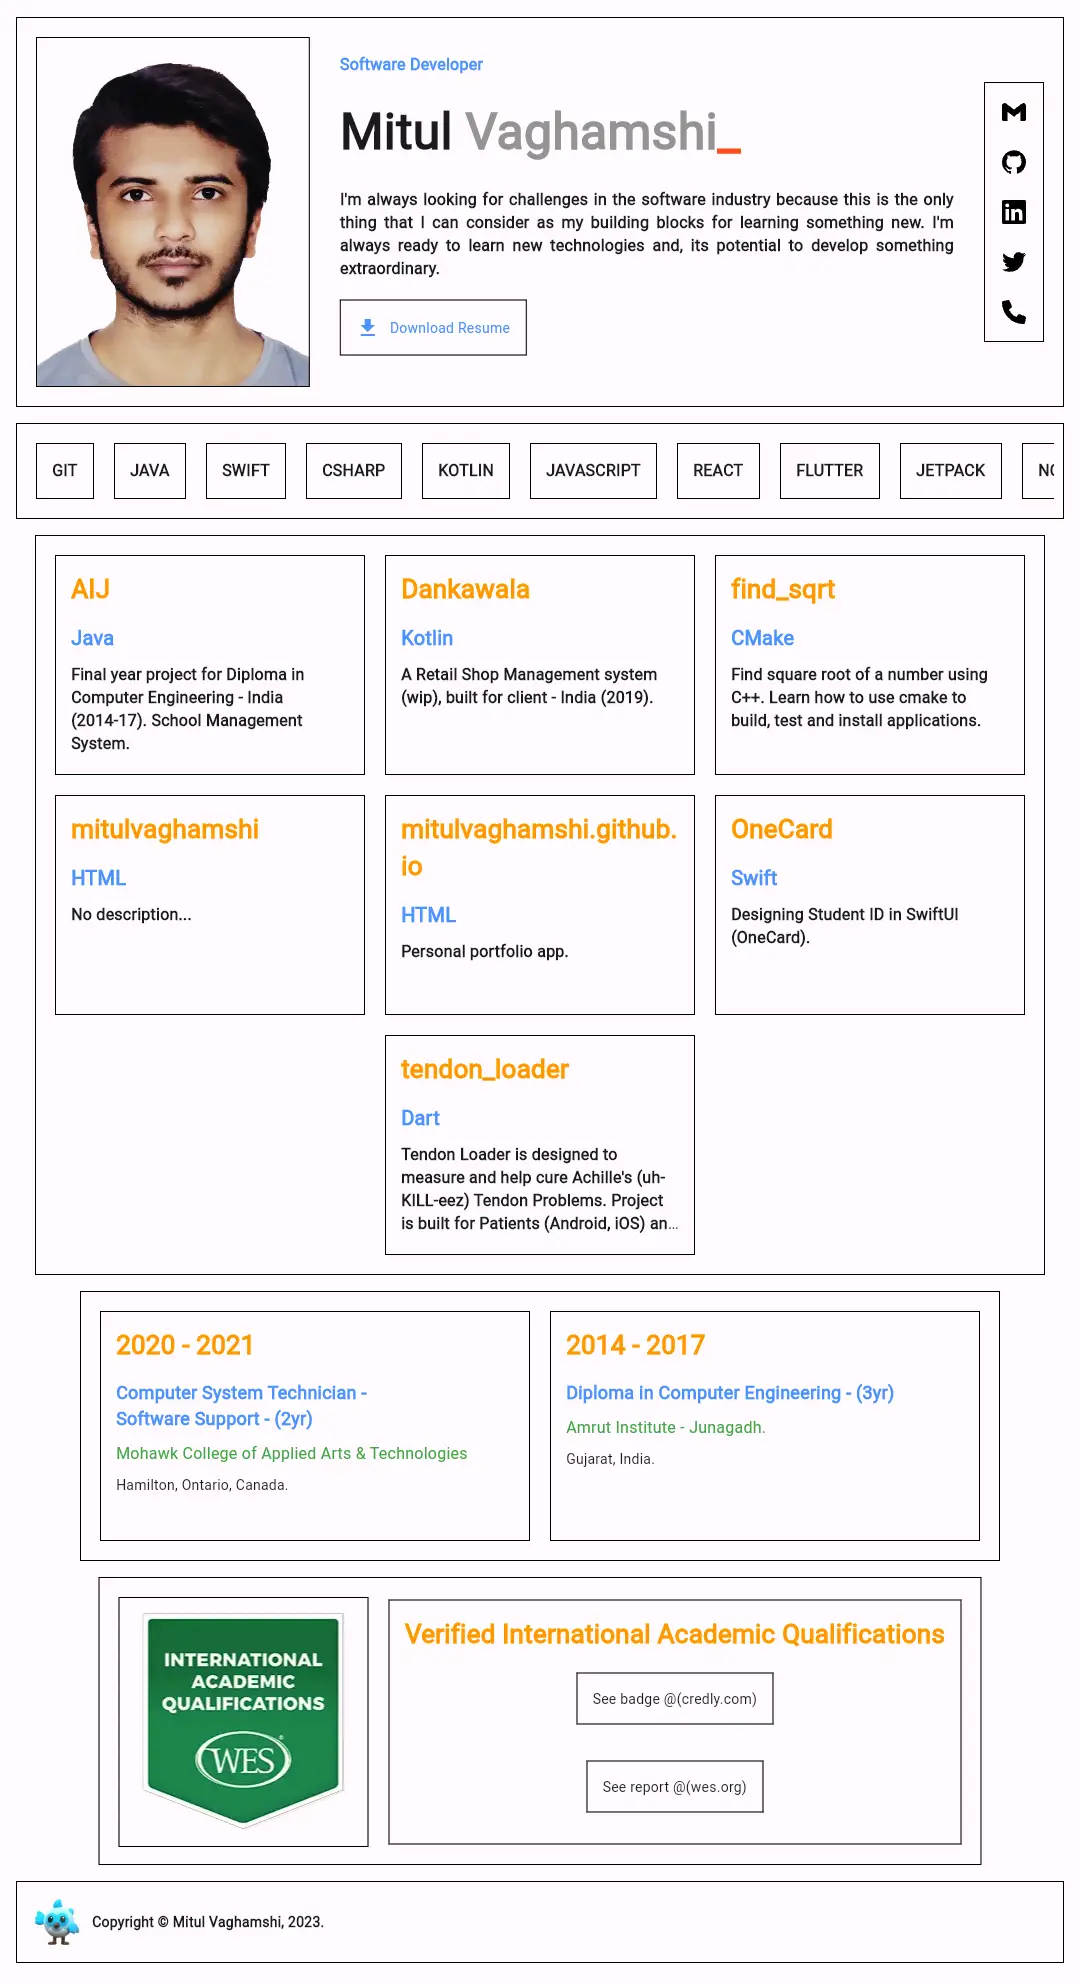 Software Developer
Mitul Vaghamshi_
I'm always looking for challenges in the software industry because this is the only
thing that I can consider as my building blocks for learning something new. I'm
always ready to learn new technologies and, its potential to develop something
extraordinary.
Download Resume
GIT
JAVA
SWIFT
CSHARP
KOTLIN
JAVASCRIPT
REACT
FLUTTER
JETPACK
AIJ
Java
Final year project for Diploma in
Computer Engineering - India
(2014-17). School Management
System.
Dankawala
Kotlin
A Retail Shop Management system
(wip), built for client - India (2019).
find_sqrt
CMake
Find square root of a number using
C++. Learn how to use cmake to
build, test and install applications.
mitulvaghamshi
HTML
No description...
mitulvaghamshi.github.
io
HTML
Personal portfolio app.
OneCard
Swift
Designing Student ID in SwiftUI
(OneCard).
tendon_loader
Dart
Tendon Loader is designed to
measure and help cure Achille's (uh-
KILL-eez) Tendon Problems. Project
is built for Patients (Android, iOS) an...
2020 - 2021
Computer System Technician -
Software Support - (2yr)
Mohawk College of Applied Arts & Technologies
Hamilton, Ontario, Canada.
2014 - 2017
Diploma in Computer Engineering - (3yr)
Amrut Institute - Junagadh.
Gujarat, India.
INTERNATIONAL
ACADEMIC
QUALIFICATIONS
WES
Verified International Academic Qualifications
See badge @(credly.com)
See report @(wes.org)
Copyright © Mitul Vaghamshi, 2023.